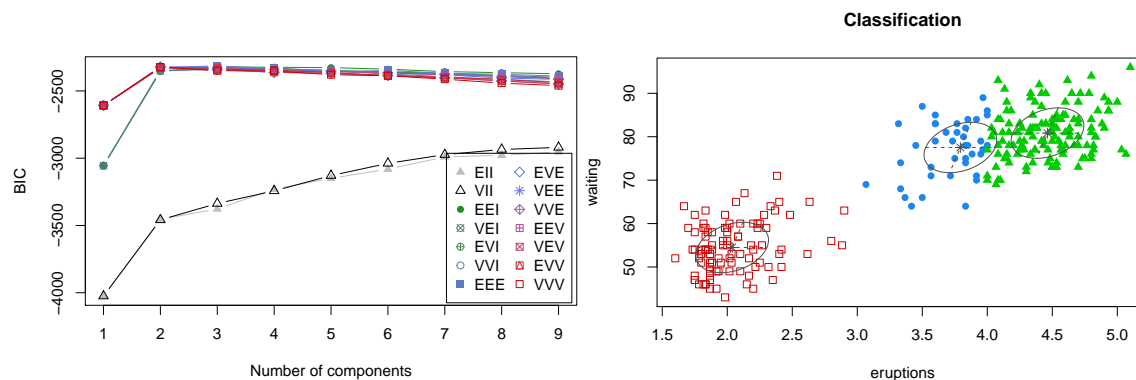 BIC
-2500
-3000
-3500
-4000
1 2 3 4 5 6 7 8 9
Number of components
EII
VII
EEI
VEI
EVI
VVI
EEE
EVE
VEE
VVE
EEV
VEV
EVV
VVV
Classification
waiting
90
80
70
60
50
1.5 2.0 2.5 3.0 3.5 4.0 4.5 5.0
eruptions